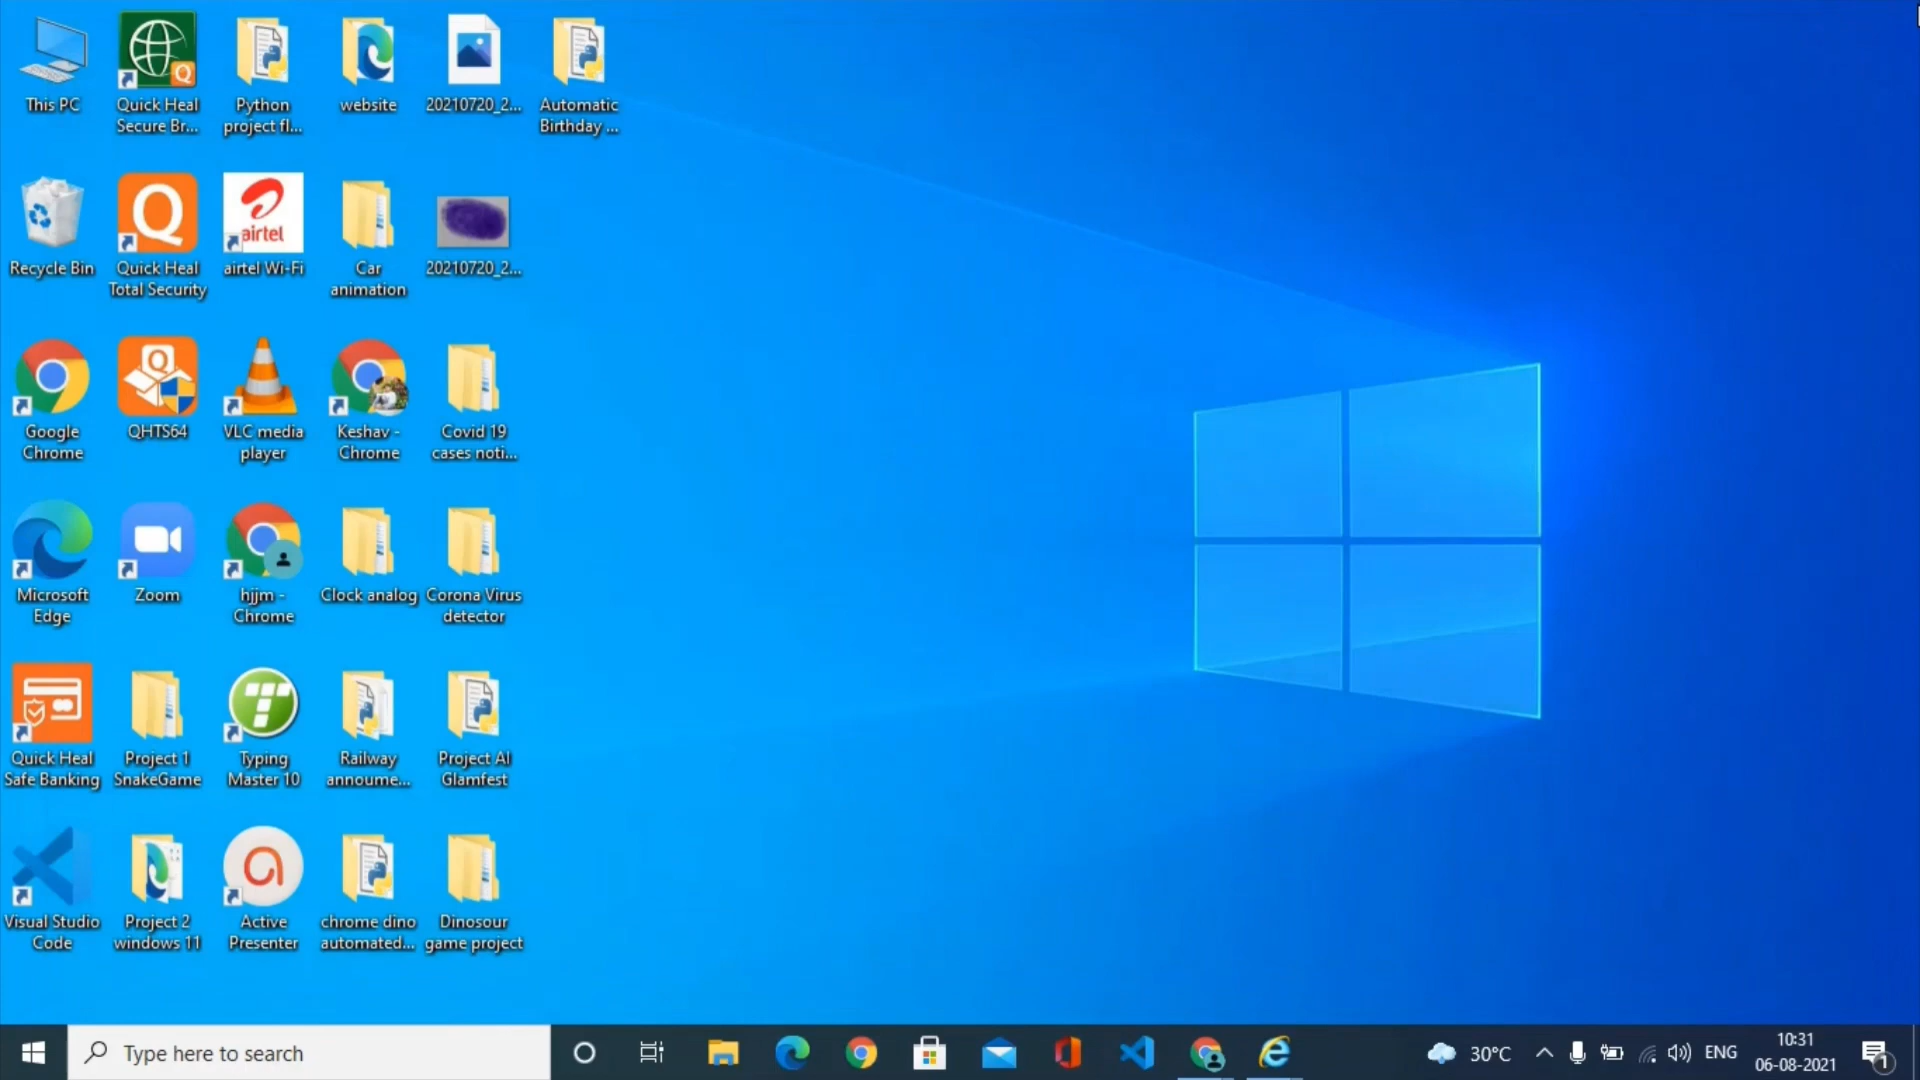 This PC
Quick Heal
Secure Br...
Python
project fl...
website
20210720_2...
Automatic
Birthday ...
Recycle Bin
Quick Heal
Total Security
airtel
airtel Wi-Fi
Car
animation
20210720_2...
Google
Chrome
QHTS64
VLC media
player
Keshav -
Chrome
Covid 19
cases noti...
Microsoft
Edge
Zoom
hjjm -
Chrome
Clock analog
Corona Virus
detector
Quick Heal
Safe Banking
Project 1
SnakeGame
Typing
Master 10
Railway
annoume...
Project AI
Glamfest
Visual Studio
Code
Project 2
windows 11
Active
Presenter
chrome dino
automated...
Dinosour
game project
Type here to search
30°C
ENG
10:31
06-08-2021
1